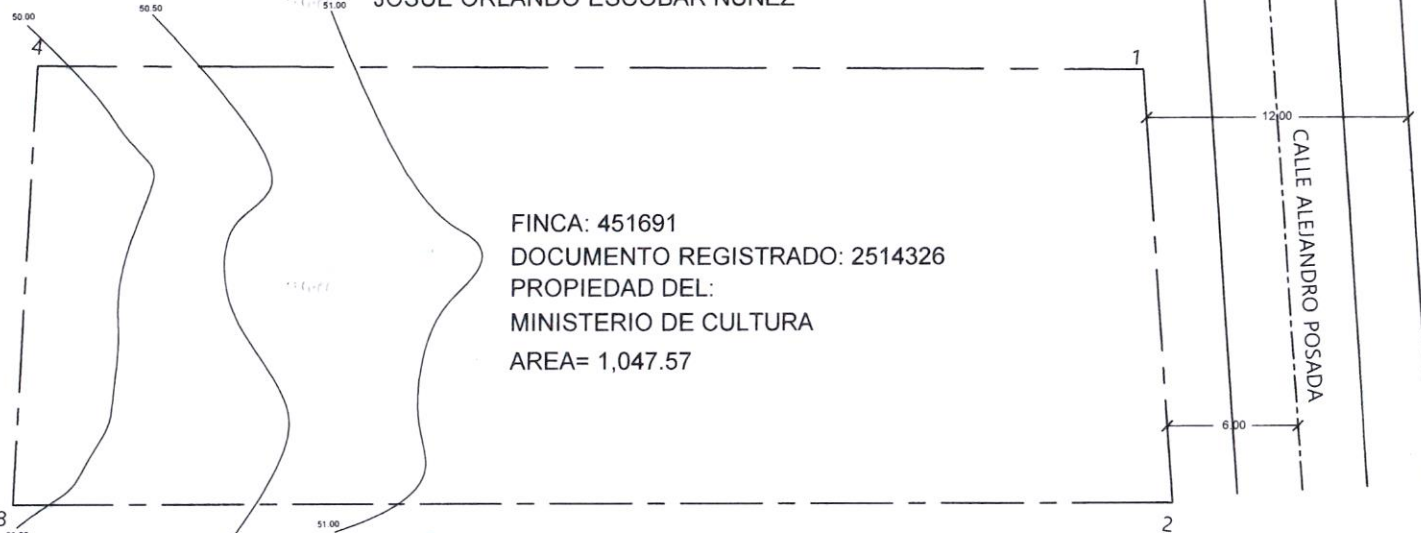 JOSUE ORLANDO ESCOBAR NUÑEZ
50.00
50.50
51.00
4
1
12.00
CALLE ALEJANDRO POSADA
FINCA: 451691
DOCUMENTO REGISTRADO: 2514326
PROPIEDAD DEL:
MINISTERIO DE CULTURA
AREA= 1,047.57
6.00
3
51.00
2